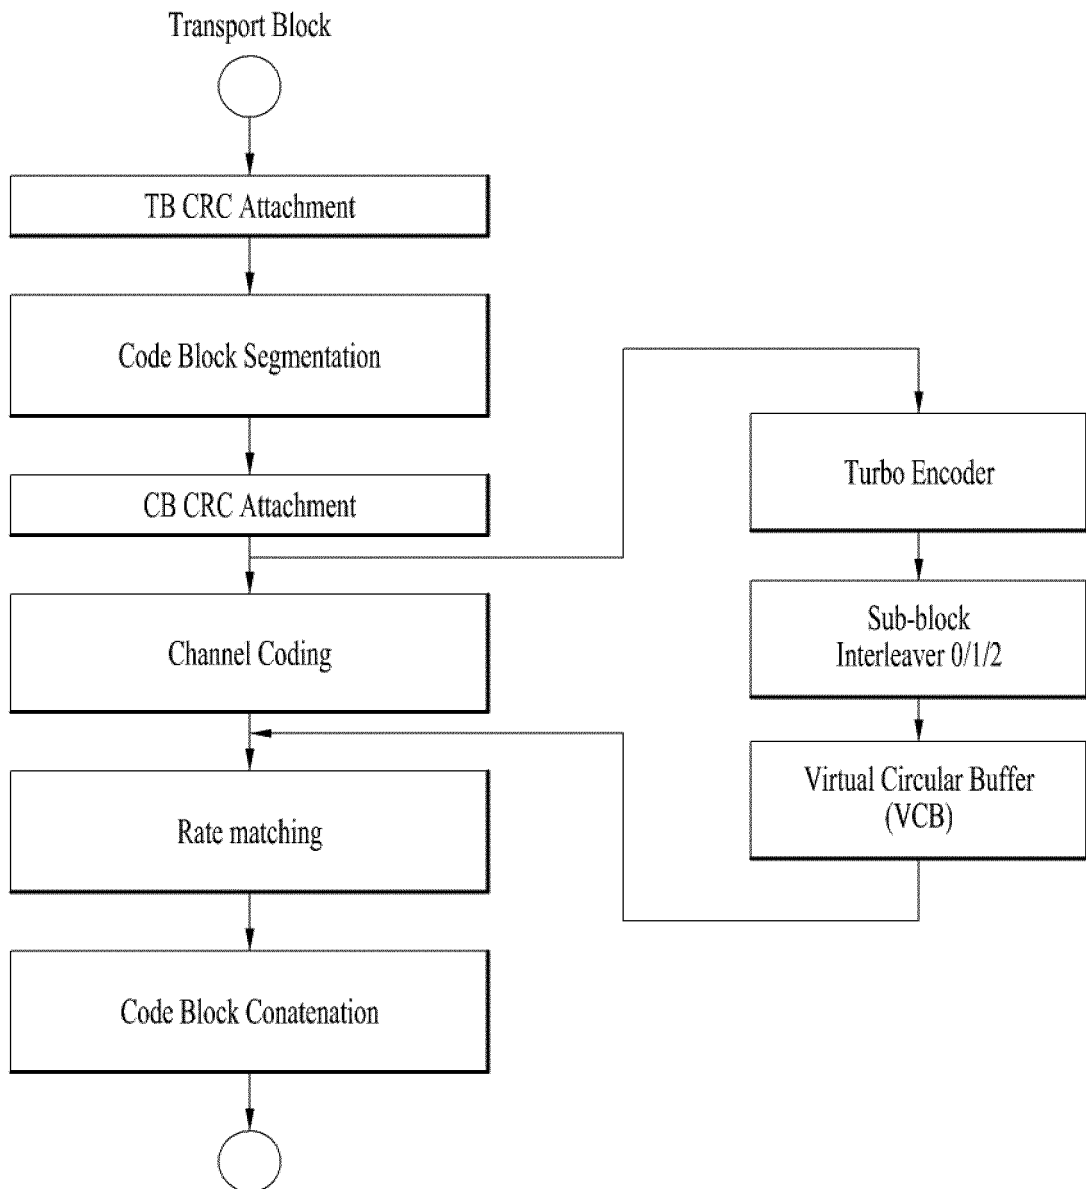 Transport Block
TB CRC Attachment
Code Block Segmentation
CB CRC Attachment
Channel Coding
Rate matching
Code Block Conatenation
Turbo Encoder
Sub-block
Interleaver 0/1/2
Virtual Circular Buffer
(VCB)